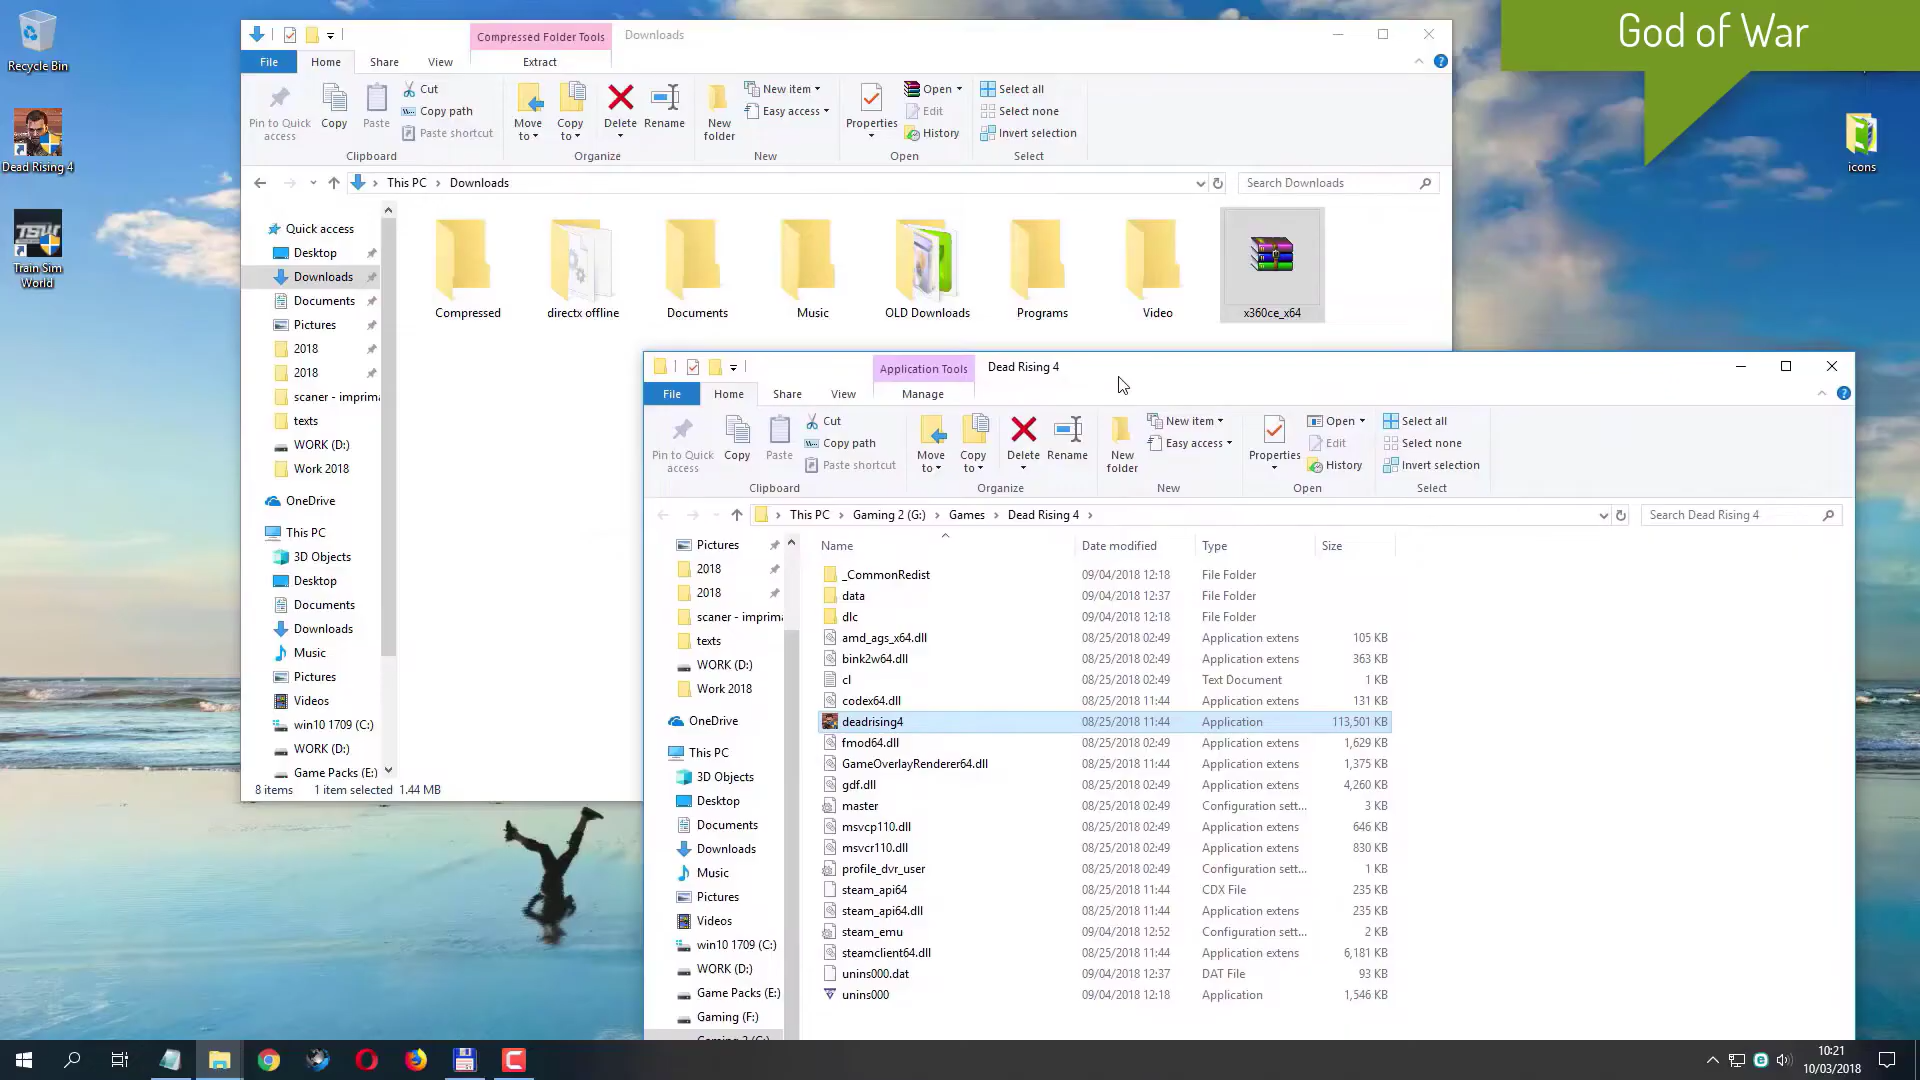 God of War
Recycle Bin
Dead Rising 4
TSW
Train Sim
World
icons
Compressed Folder Tools
Downloads
File
Home
Share
View
Extract
Pin to Quick
access
Copy
Paste
Cut
Copy path
Paste shortcut
Clipboard
Move
to
Copy
to
Delete
Rename
Organize
New
folder
New item
Easy access
New
Properties
Open
Edit
History
Open
Select all
Select none
Invert selection
Select
This PC
Downloads
Search Downloads
Quick access
Desktop
Downloads
Documents
Pictures
2018
2018
scaner - imprima
texts
WORK (D:)
Work 2018
OneDrive
This PC
3D Objects
Desktop
Documents
Downloads
Music
Pictures
Videos
win10 1709 (C:)
WORK (D:)
Game Packs (E:)
Compressed
directx offline
Documents
Music
OLD Downloads
Programs
Video
x360ce_x64
8 items 1 item selected 1.44 MB
Application Tools
Dead Rising 4
File
Home
Share
View
Manage
Pin to Quick
access
Copy
Paste
Cut
Copy path
Paste shortcut
Clipboard
Move
to
Copy
to
Delete
Rename
Organize
New
folder
New item
Easy access
New
Properties
Open
Edit
History
Open
Select all
Select none
Invert selection
Select
This PC
Gaming 2 (G:)
Games
Dead Rising 4
Search Dead Rising 4
Pictures
2018
2018
scaner - imprima
texts
WORK (D:)
Work 2018
OneDrive
This PC
3D Objects
Desktop
Documents
Downloads
Music
Pictures
Videos
win10 1709 (C:)
WORK (D:)
Game Packs (E:)
Gaming (F:)
Name Date modified Type Size
_CommonRedist 09/04/2018 12:18 File Folder
data 09/04/2018 12:37 File Folder
dlc 09/04/2018 12:18 File Folder
amd_ags_x64.dll 08/25/2018 02:49 Application extens 105 KB
bink2w64.dll 08/25/2018 02:49 Application extens 363 KB
cl 08/25/2018 02:49 Text Document 1 KB
codex64.dll 08/25/2018 11:44 Application extens 131 KB
deadrising4 08/25/2018 11:44 Application 113,501 KB
fmod64.dll 08/25/2018 02:49 Application extens 1,629 KB
GameOverlayRenderer64.dll 08/25/2018 11:44 Application extens 1,375 KB
gdf.dll 08/25/2018 02:49 Application extens 4,260 KB
master 08/25/2018 02:49 Configuration sett... 3 KB
msvcp110.dll 08/25/2018 02:49 Application extens 646 KB
msvcr110.dll 08/25/2018 02:49 Application extens 830 KB
profile_dvr_user 08/25/2018 02:49 Configuration sett... 1 KB
steam_api64 08/25/2018 11:44 CDX File 235 KB
steam_api64.dll 08/25/2018 11:44 Application extens 235 KB
steam_emu 09/04/2018 12:52 Configuration sett... 2 KB
steamclient64.dll 08/25/2018 11:44 Application extens 6,181 KB
unins000.dat 09/04/2018 12:37 DAT File 93 KB
unins000 09/04/2018 12:18 Application 1,546 KB
10:21
10/03/2018